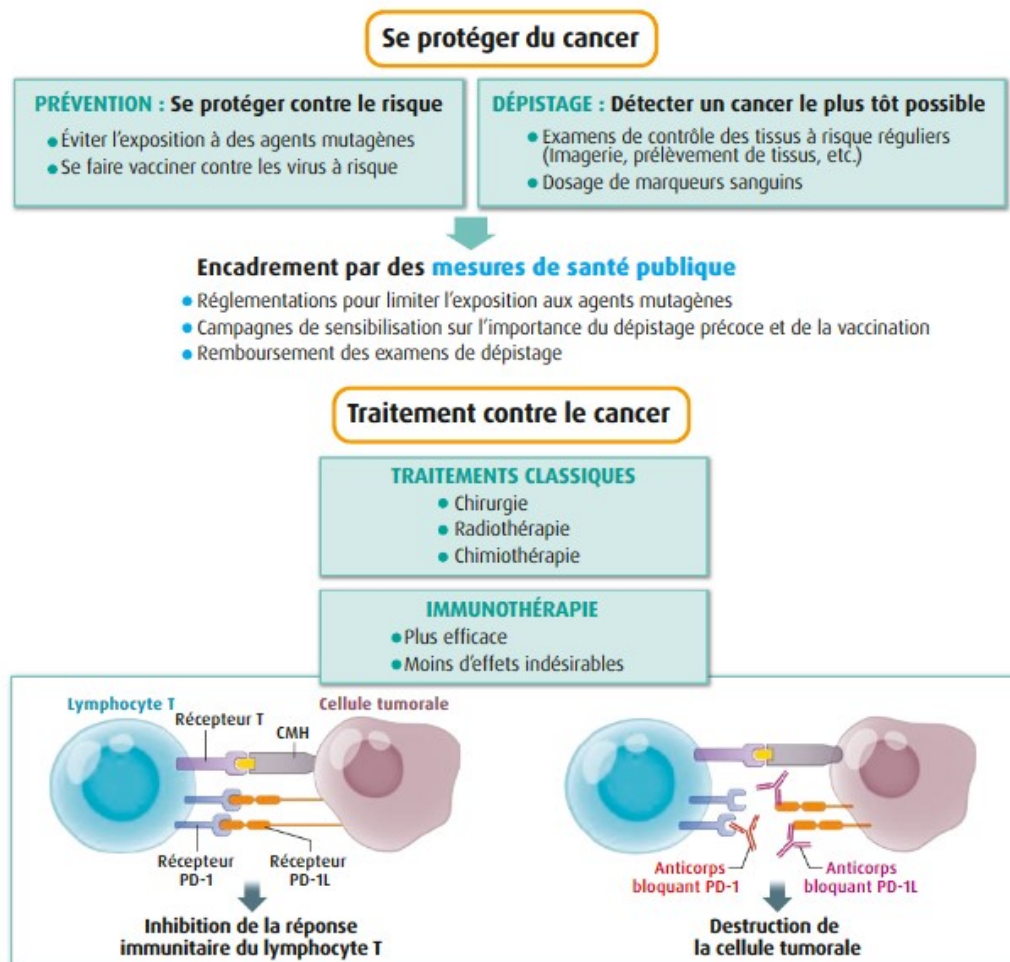 Se protéger du cancer
PRÉVENTION : Se protéger contre le risque
• Éviter l'exposition à des agents mutagènes
• Se faire vacciner contre les virus à risque
DÉPISTAGE : Détecter un cancer le plus tôt possible
• Examens de contrôle des tissus à risque réguliers
(Imagerie, prélèvement de tissus, etc.)
• Dosage de marqueurs sanguins
Encadrement par des mesures de santé publique
• Réglementations pour limiter l'exposition aux agents mutagènes
• Campagnes de sensibilisation sur l'importance du dépistage précoce et de la vaccination
• Remboursement des examens de dépistage
Traitement contre le cancer
TRAITEMENTS CLASSIQUES
• Chirurgie
• Radiothérapie
• Chimiothérapie
IMMUNOTHÉRAPIE
• Plus efficace
• Moins d'effets indésirables
Lymphocyte T
Récepteur T
CMH
Cellule tumorale
Récepteur
PD-1
Récepteur
PD-1L
Inhibition de la réponse
immunitaire du lymphocyte T
Anticorps
bloquant PD-1
Anticorps
bloquant PD-1L
Destruction de
la cellule tumorale